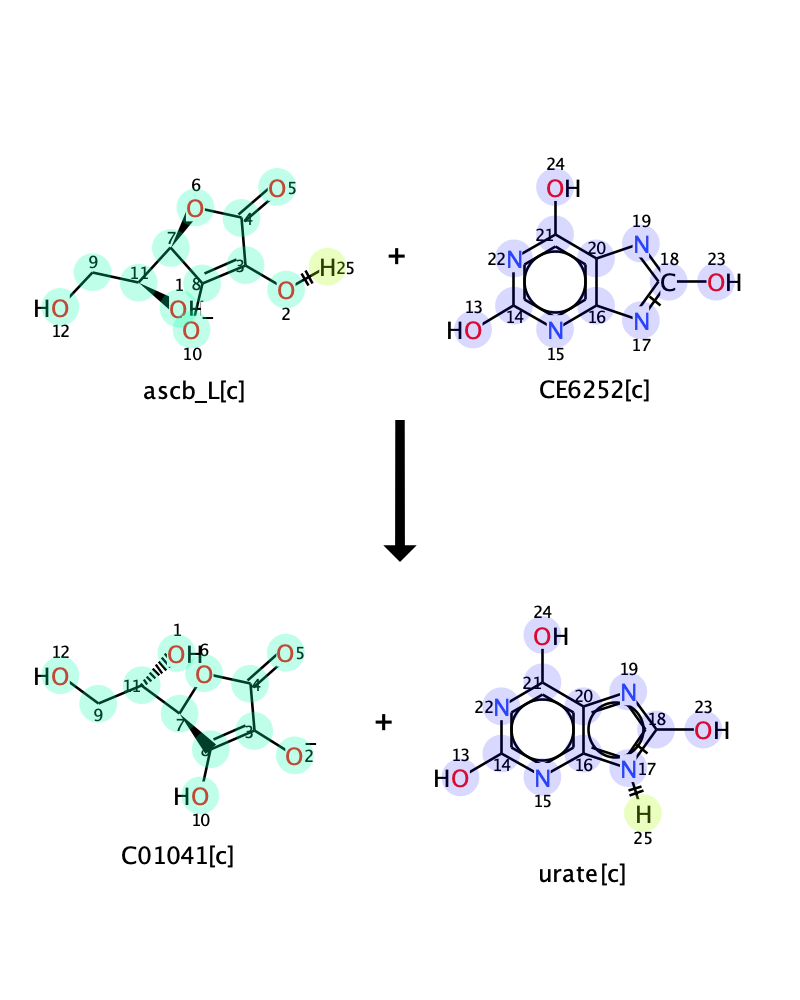 24
OH
6
O
O 5
4
19
N
7
21
20
22 N
18
23
9
11
8
3
H 25
+
C
OH
1
OH
O
2
13
HO
14
16
N
17
HO
12
−
O
10
N
15
ascb_L[c]
CE6252[c]
24
OH
1
OH
6
O
O 5
12
HO
11
4
21
20
19
N
9
7
22 N
18
23
OH
8
3
−
O 2
+
13
HO
14
16
N 17
N
15
HO
10
H
25
C01041[c]
urate[c]